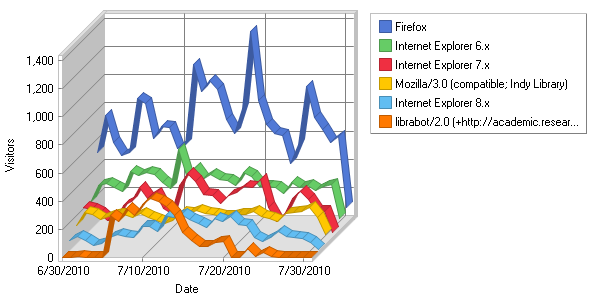 1,400
1,200
1,000
800
600
400
200
0
Visitors
6/30/2010 7/10/2010 7/20/2010 7/30/2010
Date
Firefox
Internet Explorer 6.x
Internet Explorer 7.x
Mozilla/3.0 (compatible; Indy Library)
Internet Explorer 8.x
librabot/2.0 (+http://academic.resear...